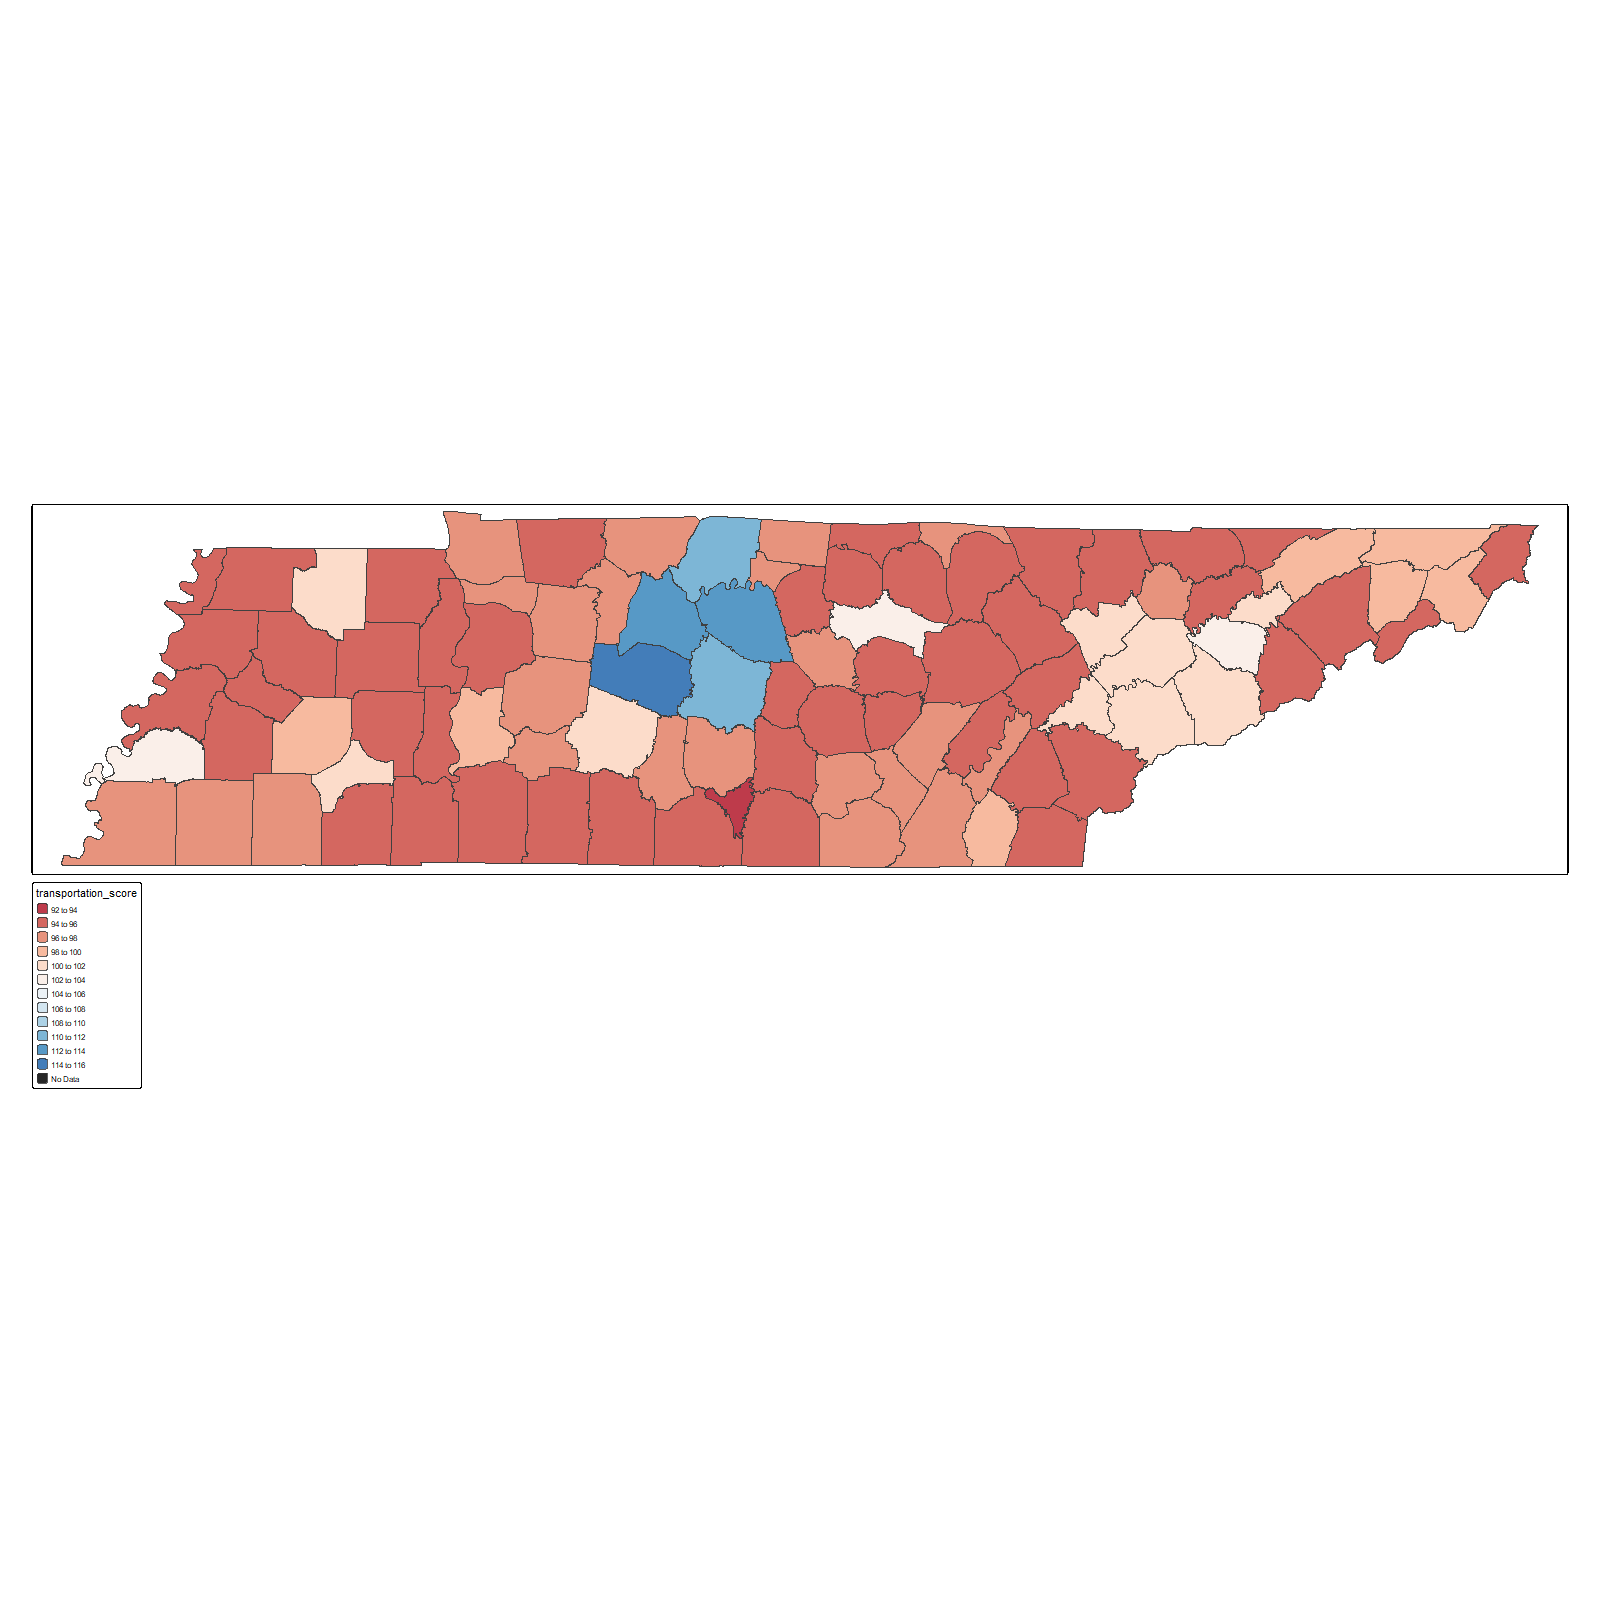 transportation_score
92 to 94
94 to 96
96 to 98
98 to 100
100 to 102
102 to 104
104 to 106
106 to 108
108 to 110
110 to 112
112 to 114
114 to 116
No Data